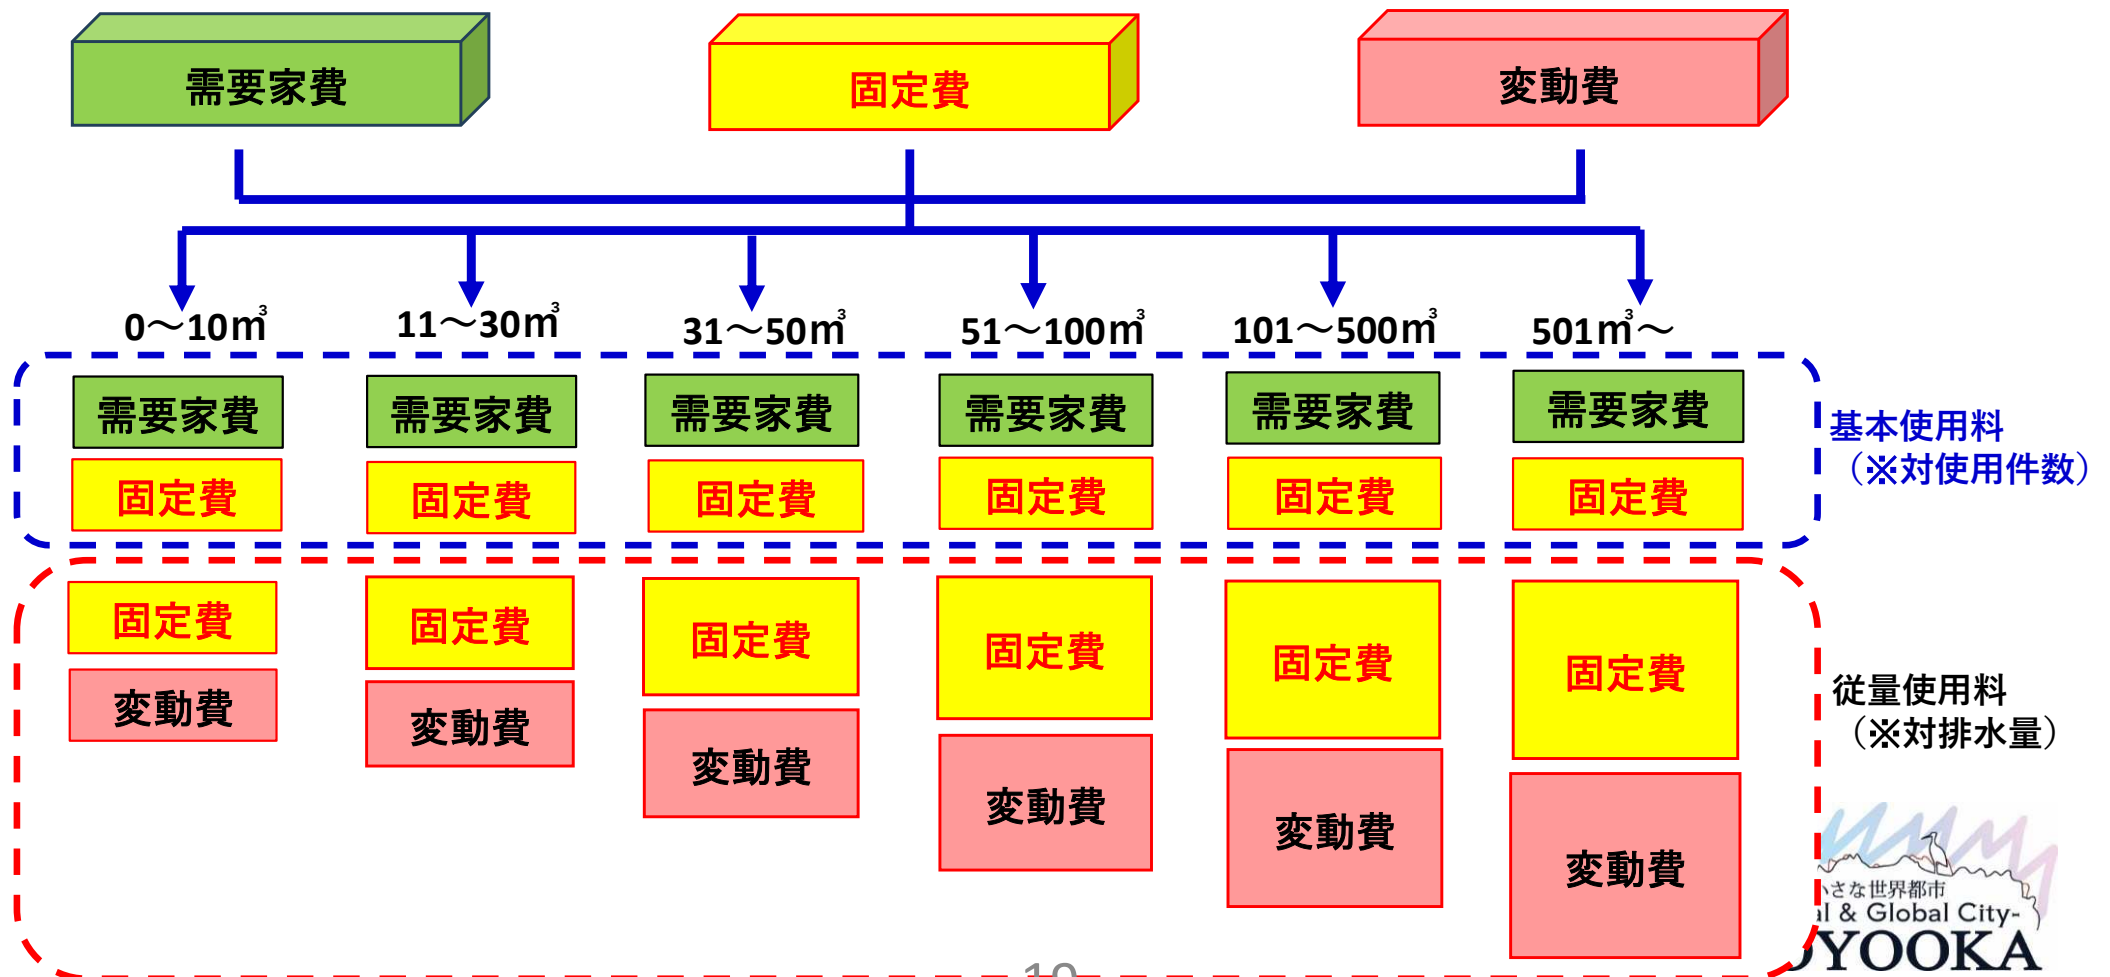 需要家費
固定費
変動費
0～10㎥
11～30㎥
31～50㎥
51～100㎥
101～500㎥
501㎥～
需要家費
需要家費
需要家費
需要家費
需要家費
需要家費
固定費
固定費
固定費
固定費
固定費
固定費
基本使用料
（※対使用件数）
固定費
固定費
固定費
固定費
固定費
固定費
変動費
変動費
変動費
変動費
変動費
変動費
従量使用料
（※対排水量）
さな世界都市
al & Global City-
YOOKA